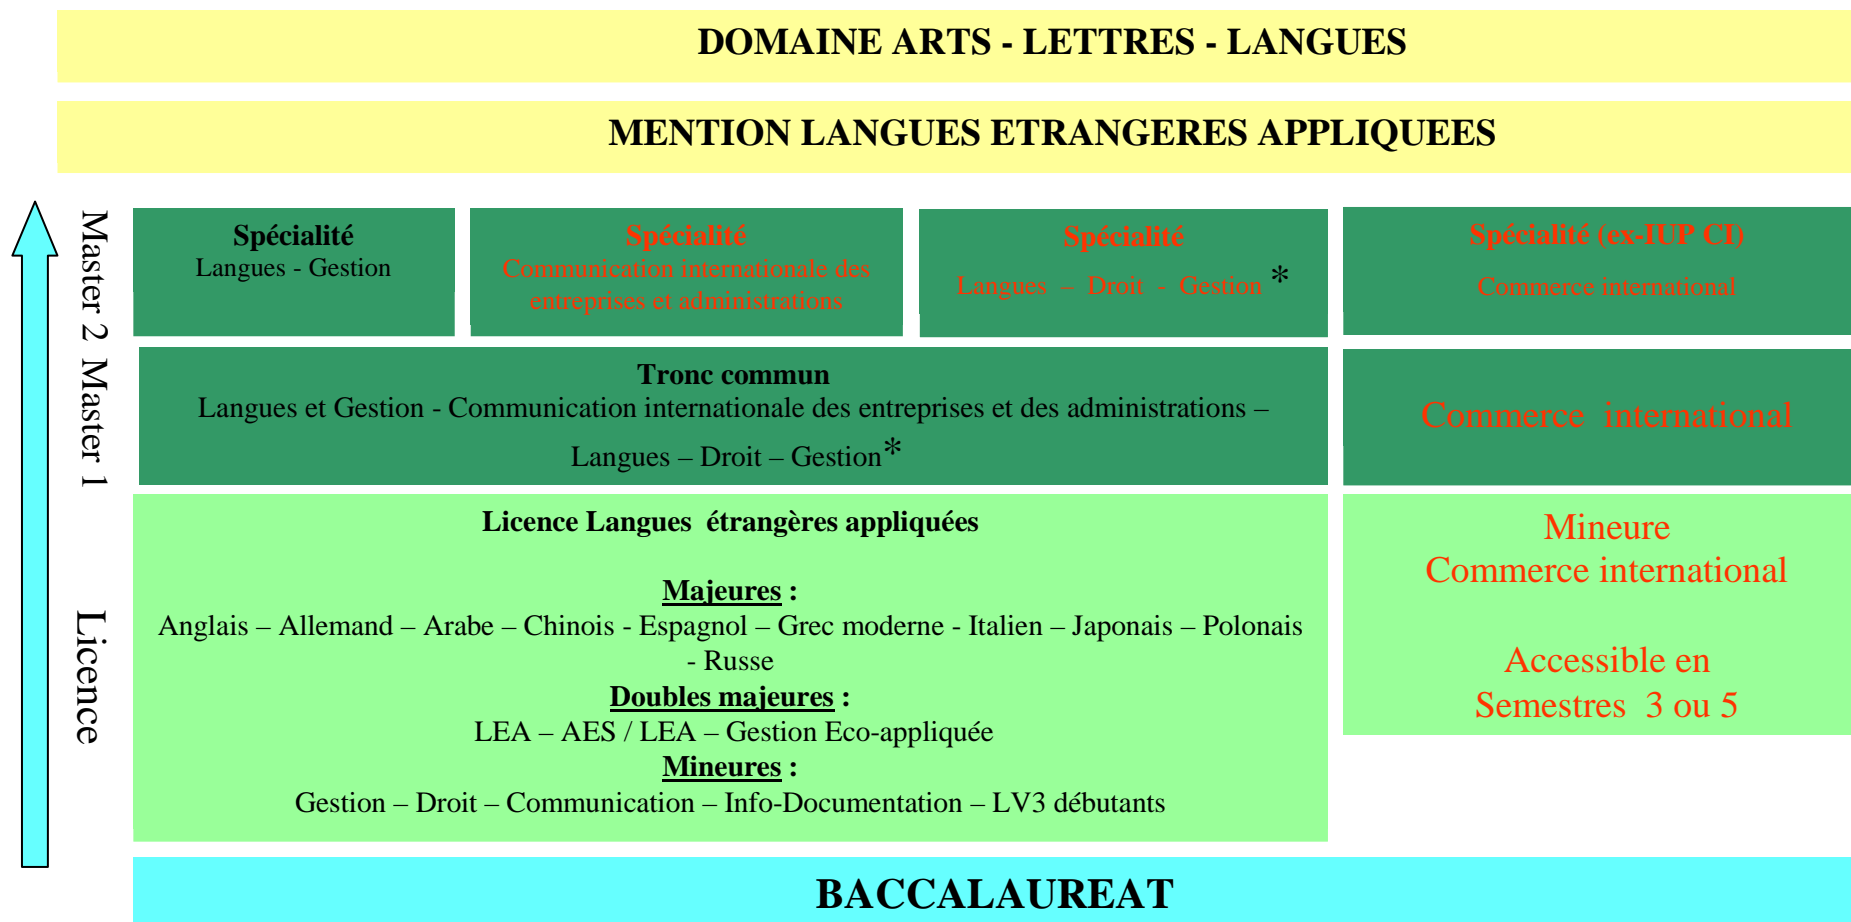 DOMAINE ARTS - LETTRES - LANGUES
MENTION LANGUES ETRANGERES APPLIQUEES
Master 2
Spécialité
Langues - Gestion
Spécialité
Communication internationale des
entreprises et administrations
Spécialité
Langues – Droit - Gestion *
Spécialité (ex-IUP CI)
Commerce international
Master 1
Tronc commun
Langues et Gestion - Communication internationale des entreprises et des administrations –
Langues – Droit – Gestion*
Commerce international
Licence
Licence Langues étrangères appliquées
Majeures :
Anglais – Allemand – Arabe – Chinois - Espagnol – Grec moderne - Italien – Japonais – Polonais
- Russe
Doubles majeures :
LEA – AES / LEA – Gestion Eco-appliquée
Mineures :
Gestion – Droit – Communication – Info-Documentation – LV3 débutants
Mineure
Commerce international
Accessible en
Semestres 3 ou 5
BACCALAUREAT